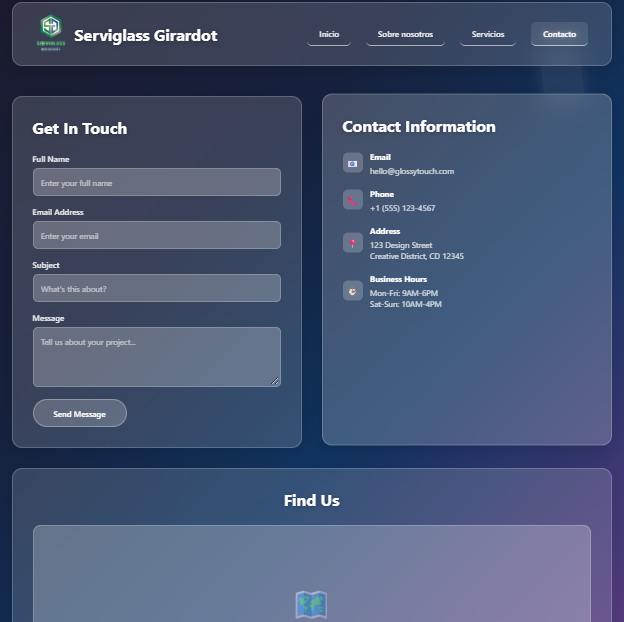 Serviglass Girardot
Inicio
Sobre nosotros
Servicios
Contacto
Get In Touch
Full Name
Enter your full name
Email Address
Enter your email
Subject
What's this about?
Message
Tell us about your project...
Send Message
Contact Information
Email
hello@glossytouch.com
Phone
+1 (555) 123-4567
Address
123 Design Street
Creative District, CD 12345
Business Hours
Mon-Fri: 9AM-6PM
Sat-Sun: 10AM-4PM
Find Us